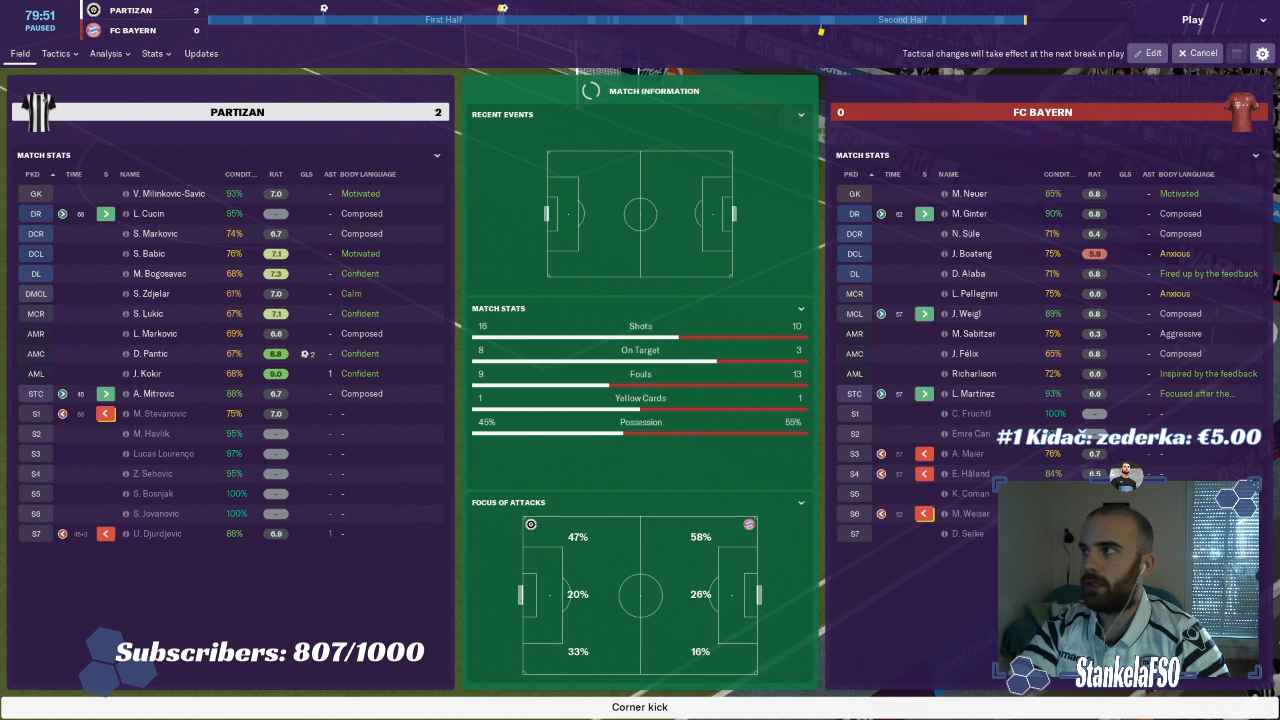 79:51
PAUSED
PARTIZAN 2
FC BAYERN 0
First Half
Second Half
Play
Field Tactics Analysis Stats Updates
Tactical changes will take effect at the next break in play
Edit
Cancel
PARTIZAN 2
MATCH STATS
PKD TIME S NAME CONDIT... RAT GLS AST BODY LANGUAGE
GK V. Milinkovic-Savic 93% 7.0 - Motivated
DR 68 L. Cucin 95% - - Composed
DCR S. Markovic 74% 6.7 - Composed
DCL S. Babic 76% 7.1 - Motivated
DL M. Bogosavac 68% 7.3 - Confident
DMCL S. Zdjelar 61% 7.0 - Calm
MCR S. Lukic 67% 7.1 - Confident
AMR L. Markovic 69% 6.6 - Composed
AMC D. Pantic 67% 8.8 2 - Confident
AML J. Kokir 68% 9.0 1 Confident
STC 45 A. Mitrovic 88% 6.7 - Composed
S1 68 M. Stevanovic 75% 7.0 - -
S2 M. Havlik 95% - - -
S3 Lucas Lourenço 97% - - -
S4 Z. Sehovic 95% - - -
S5 S. Bosnjak 100% - - -
S6 S. Jovanovic 100% - - -
S7 45+3 U. Djurdjevic 88% 6.9 1 -
MATCH INFORMATION
RECENT EVENTS
MATCH STATS
16 Shots 10
8 On Target 3
9 Fouls 13
1 Yellow Cards 1
45% Possession 55%
FOCUS OF ATTACKS
47% 58%
20% 26%
33% 16%
0 FC BAYERN
MATCH STATS
PKD TIME S NAME CONDIT... RAT GLS AST BODY LANGUAGE
GK M. Neuer 85% 6.8 - Motivated
DR 62 M. Ginter 90% 6.8 - Composed
DCR N. Süle 71% 6.4 - Composed
DCL J. Boateng 75% 5.9 - Anxious
DL D. Alaba 71% 6.8 - Fired up by the feedback
MCR L. Pellegrini 75% 6.6 - Anxious
MCL 57 J. Weigl 89% 6.8 - Composed
AMR M. Sabitzer 75% 6.3 - Aggressive
AMC J. Félix 65% 6.8 - Composed
AML Richarlison 72% 6.6 - Inspired by the feedback
STC 57 L. Martínez 93% 6.6 - Focused after the...
S1 C. Früchtl 100% - - -
S2 Emre Can
S3 57 A. Maier 76% 6.7 - -
S4 57 E. Håland 84% 6.5
S5 K. Coman
S6 62 M. Weiser
S7 D. Selke
#1 Kidač: zederka: €5.00
Subscribers: 807/1000
StankelaFSO
Corner kick